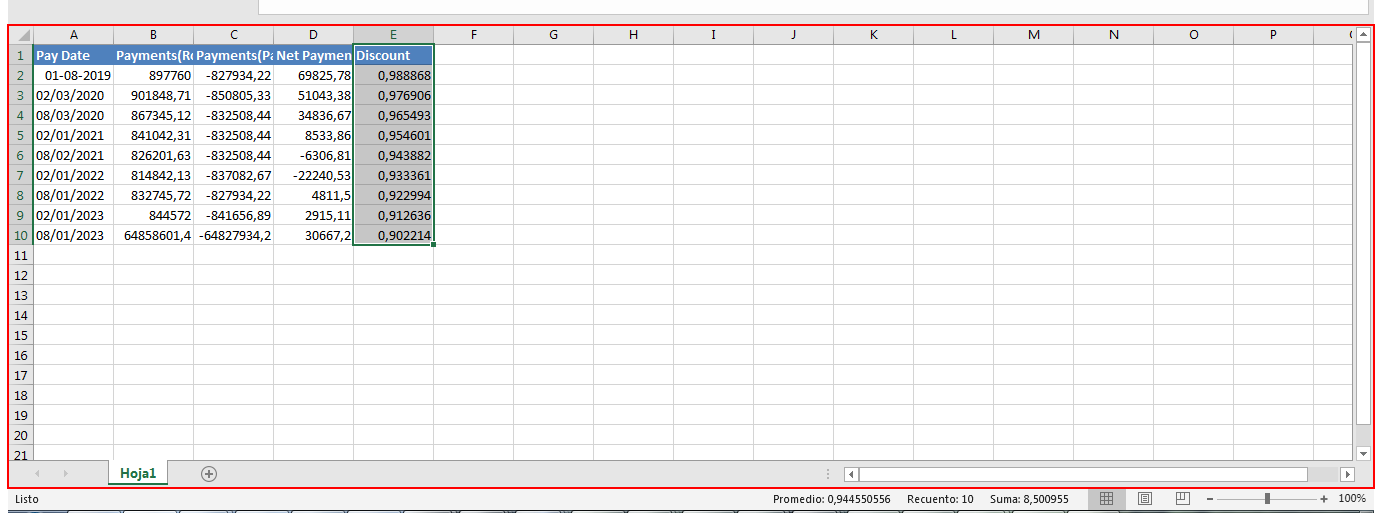 A B C D E F G H I J K L M N O P
1 Pay Date Payments(Re Payments(Pa Net Paymen Discount
2 01-08-2019 897760 -827934,22 69825,78 0,988868
3 02/03/2020 901848,71 -850805,33 51043,38 0,976906
4 08/03/2020 867345,12 -832508,44 34836,67 0,965493
5 02/01/2021 841042,31 -832508,44 8533,86 0,954601
6 08/02/2021 826201,63 -832508,44 -6306,81 0,943882
7 02/01/2022 814842,13 -837082,67 -22240,53 0,933361
8 08/01/2022 832745,72 -827934,22 4811,5 0,922994
9 02/01/2023 844572 -841656,89 2915,11 0,912636
10 08/01/2023 64858601,4 -64827934,2 30667,2 0,902214
11
12
13
14
15
16
17
18
19
20
21
Hoja1
Listo Promedio: 0,944550556 Recuento: 10 Suma: 8,500955 100%